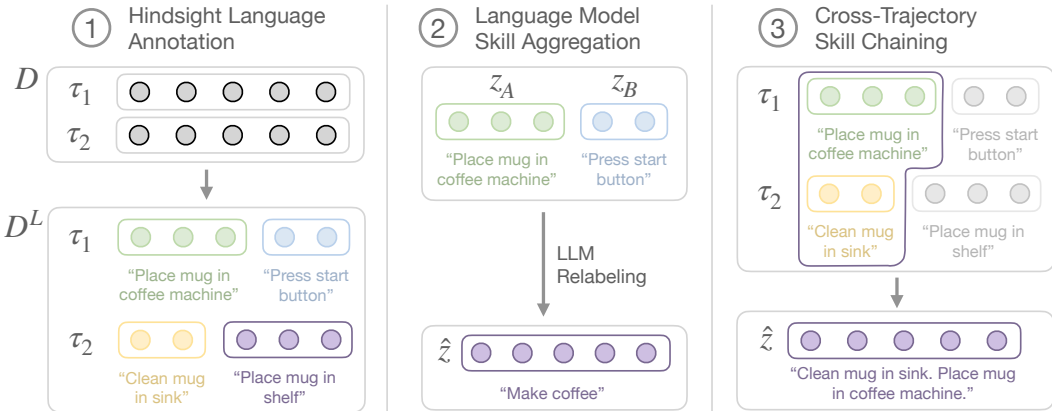 1 Hindsight Language
Annotation
D
τ1
τ2
D^L
τ1
“Place mug in
coffee machine”
“Press start
button”
τ2
“Clean mug
in sink”
“Place mug in
shelf”
2 Language Model
Skill Aggregation
z_A
z_B
“Place mug in
coffee machine”
“Press start
button”
LLM
Relabeling
ẑ
“Make coffee”
3 Cross-Trajectory
Skill Chaining
τ1
“Place mug in
coffee machine”
“Press start
button”
τ2
“Clean mug
in sink”
“Place mug in
shelf”
ẑ
“Clean mug in sink. Place mug
in coffee machine.”